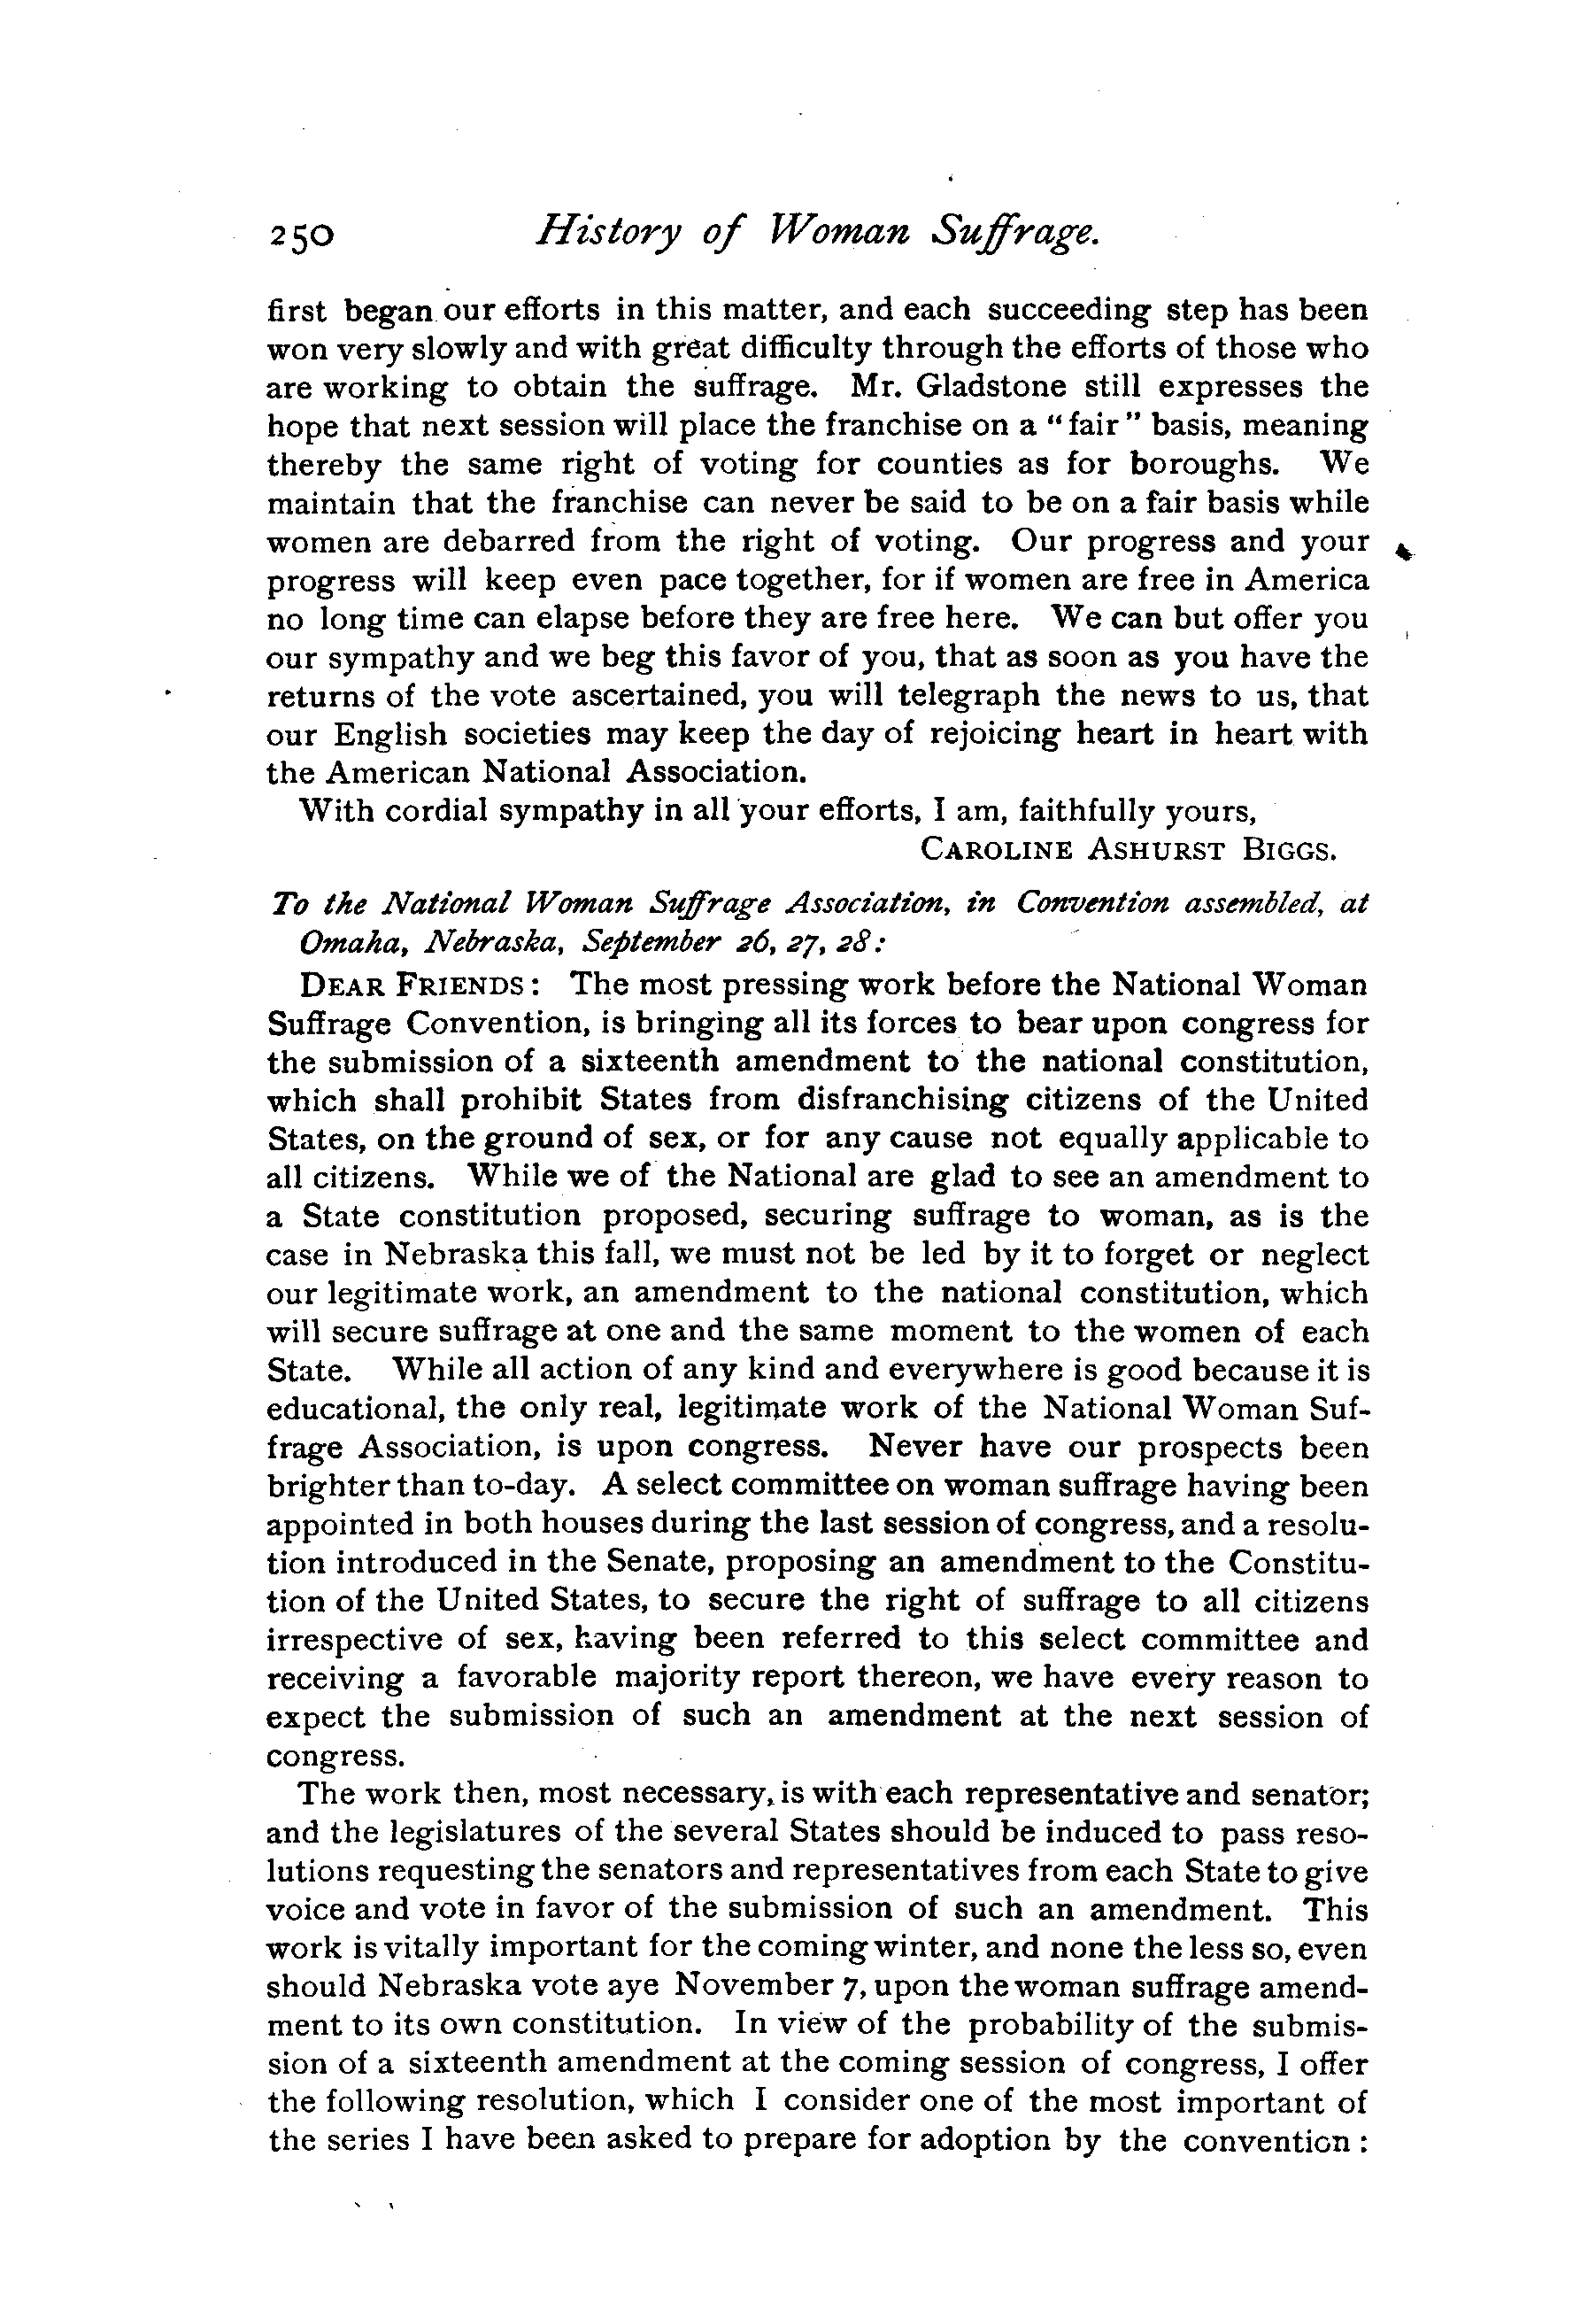 250 History of Woman Suffrage.
first began our efforts in this matter, and each succeeding step has been
won very slowly and with great difficulty through the efforts of those who
are working to obtain the suffrage. Mr. Gladstone still expresses the
hope that next session will place the franchise on a "fair" basis, meaning
thereby the same right of voting for counties as for boroughs. We
maintain that the franchise can never be said to be on a fair basis while
women are debarred from the right of voting. Our progress and your
progress will keep even pace together, for if women are free in America
no long time can elapse before they are free here. We can but offer you
our sympathy and we beg this favor of you, that as soon as you have the
returns of the vote ascertained, you will telegraph the news to us, that
our English societies may keep the day of rejoicing heart in heart with
the American National Association.
With cordial sympathy in all your efforts, I am, faithfully yours,
CAROLINE ASHURST BIGGS.
To the National Woman Suffrage Association, in Convention assembled, at
Omaha, Nebraska, September 26, 27, 28:
DEAR FRIENDS: The most pressing work before the National Woman
Suffrage Convention, is bringing all its forces to bear upon congress for
the submission of a sixteenth amendment to the national constitution,
which shall prohibit States from disfranchising citizens of the United
States, on the ground of sex, or for any cause not equally applicable to
all citizens. While we of the National are glad to see an amendment to
a State constitution proposed, securing suffrage to woman, as is the
case in Nebraska this fall, we must not be led by it to forget or neglect
our legitimate work, an amendment to the national constitution, which
will secure suffrage at one and the same moment to the women of each
State. While all action of any kind and everywhere is good because it is
educational, the only real, legitimate work of the National Woman Suf-
frage Association, is upon congress. Never have our prospects been
brighter than to-day. A select committee on woman suffrage having been
appointed in both houses during the last session of congress, and a resolu-
tion introduced in the Senate, proposing an amendment to the Constitu-
tion of the United States, to secure the right of suffrage to all citizens
irrespective of sex, having been referred to this select committee and
receiving a favorable majority report thereon, we have every reason to
expect the submission of such an amendment at the next session of
congress.
The work then, most necessary, is with each representative and senator;
and the legislatures of the several States should be induced to pass reso-
lutions requesting the senators and representatives from each State to give
voice and vote in favor of the submission of such an amendment. This
work is vitally important for the coming winter, and none the less so, even
should Nebraska vote aye November 7, upon the woman suffrage amend-
ment to its own constitution. In view of the probability of the submis-
sion of a sixteenth amendment at the coming session of congress, I offer
the following resolution, which I consider one of the most important of
the series I have been asked to prepare for adoption by the convention: